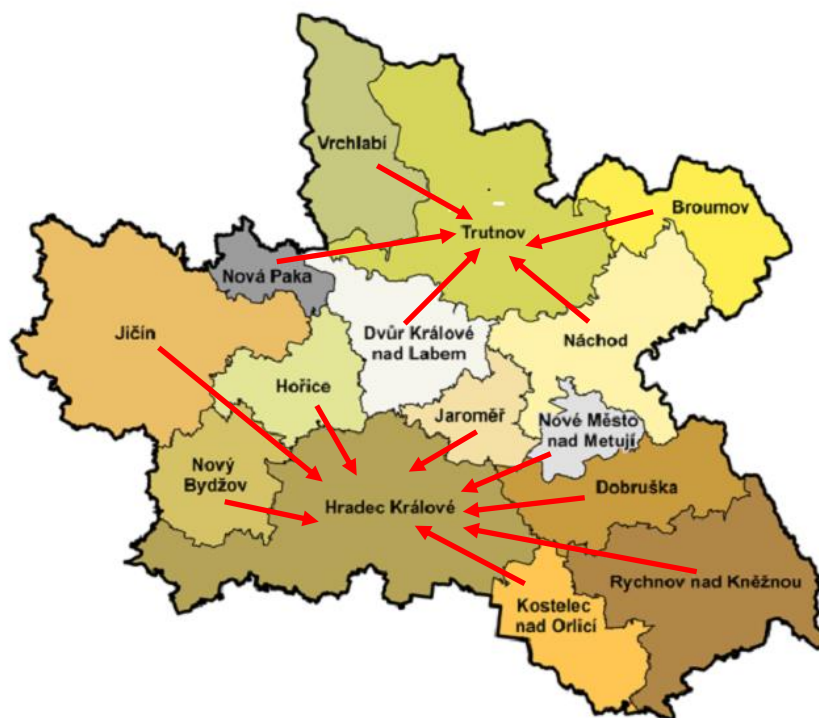 Vrchlabí
Broumov
Trutnov
Nová Paka
Jičín
Dvůr Králové
nad Labem
Náchod
Hořice
Jaroměř
Nové Město
nad Metují
Nový
Bydžov
Dobruška
Hradec Králové
Rychnov nad Kněžnou
Kostelec
nad Orlicí